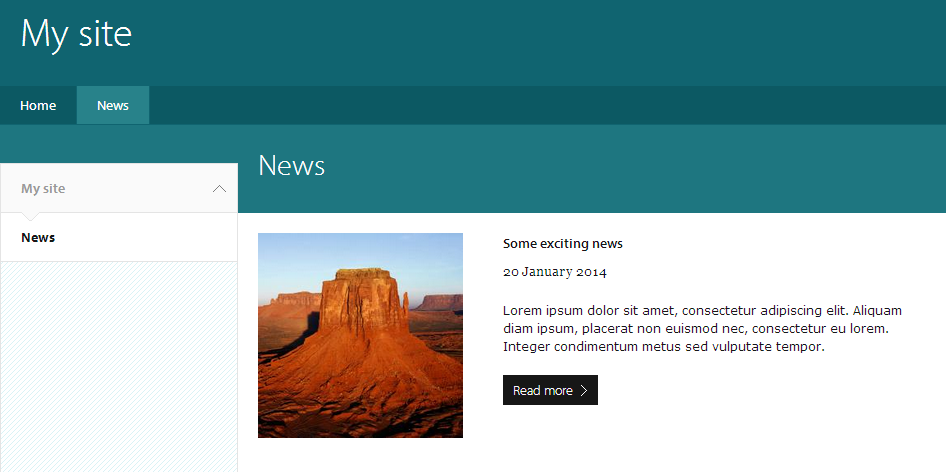 My site
Home
News
News
My site
News
Some exciting news
20 January 2014
Lorem ipsum dolor sit amet, consectetur adipiscing elit. Aliquam
diam ipsum, placerat non euismod nec, consectetur eu lorem.
Integer condimentum metus sed vulputate tempor.
Read more